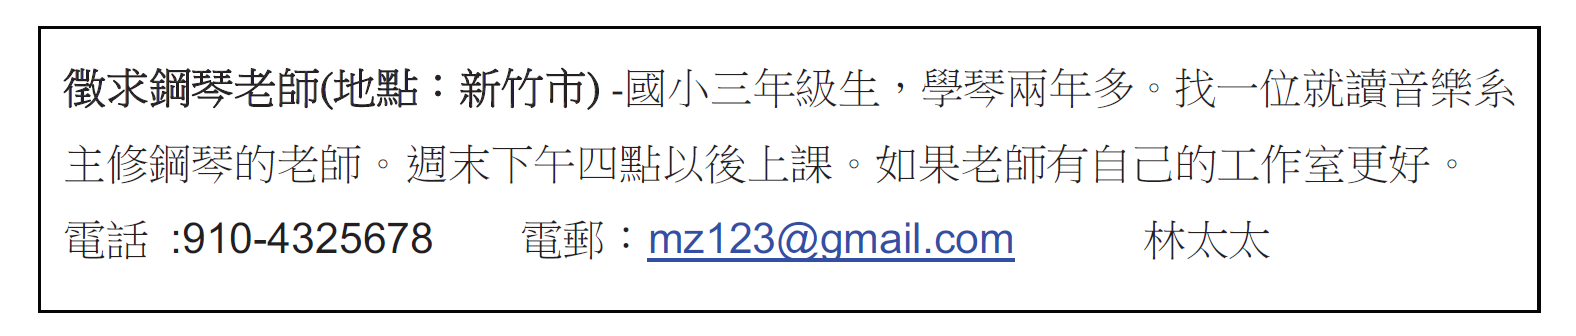 徵求鋼琴老師(地點：新竹市) -國小三年級生，學琴兩年多。找一位就讀音樂系
主修鋼琴的老師。週末下午四點以後上課。如果老師有自己的工作室更好。
電話 :910-4325678 電郵：mz123@gmail.com 林太太